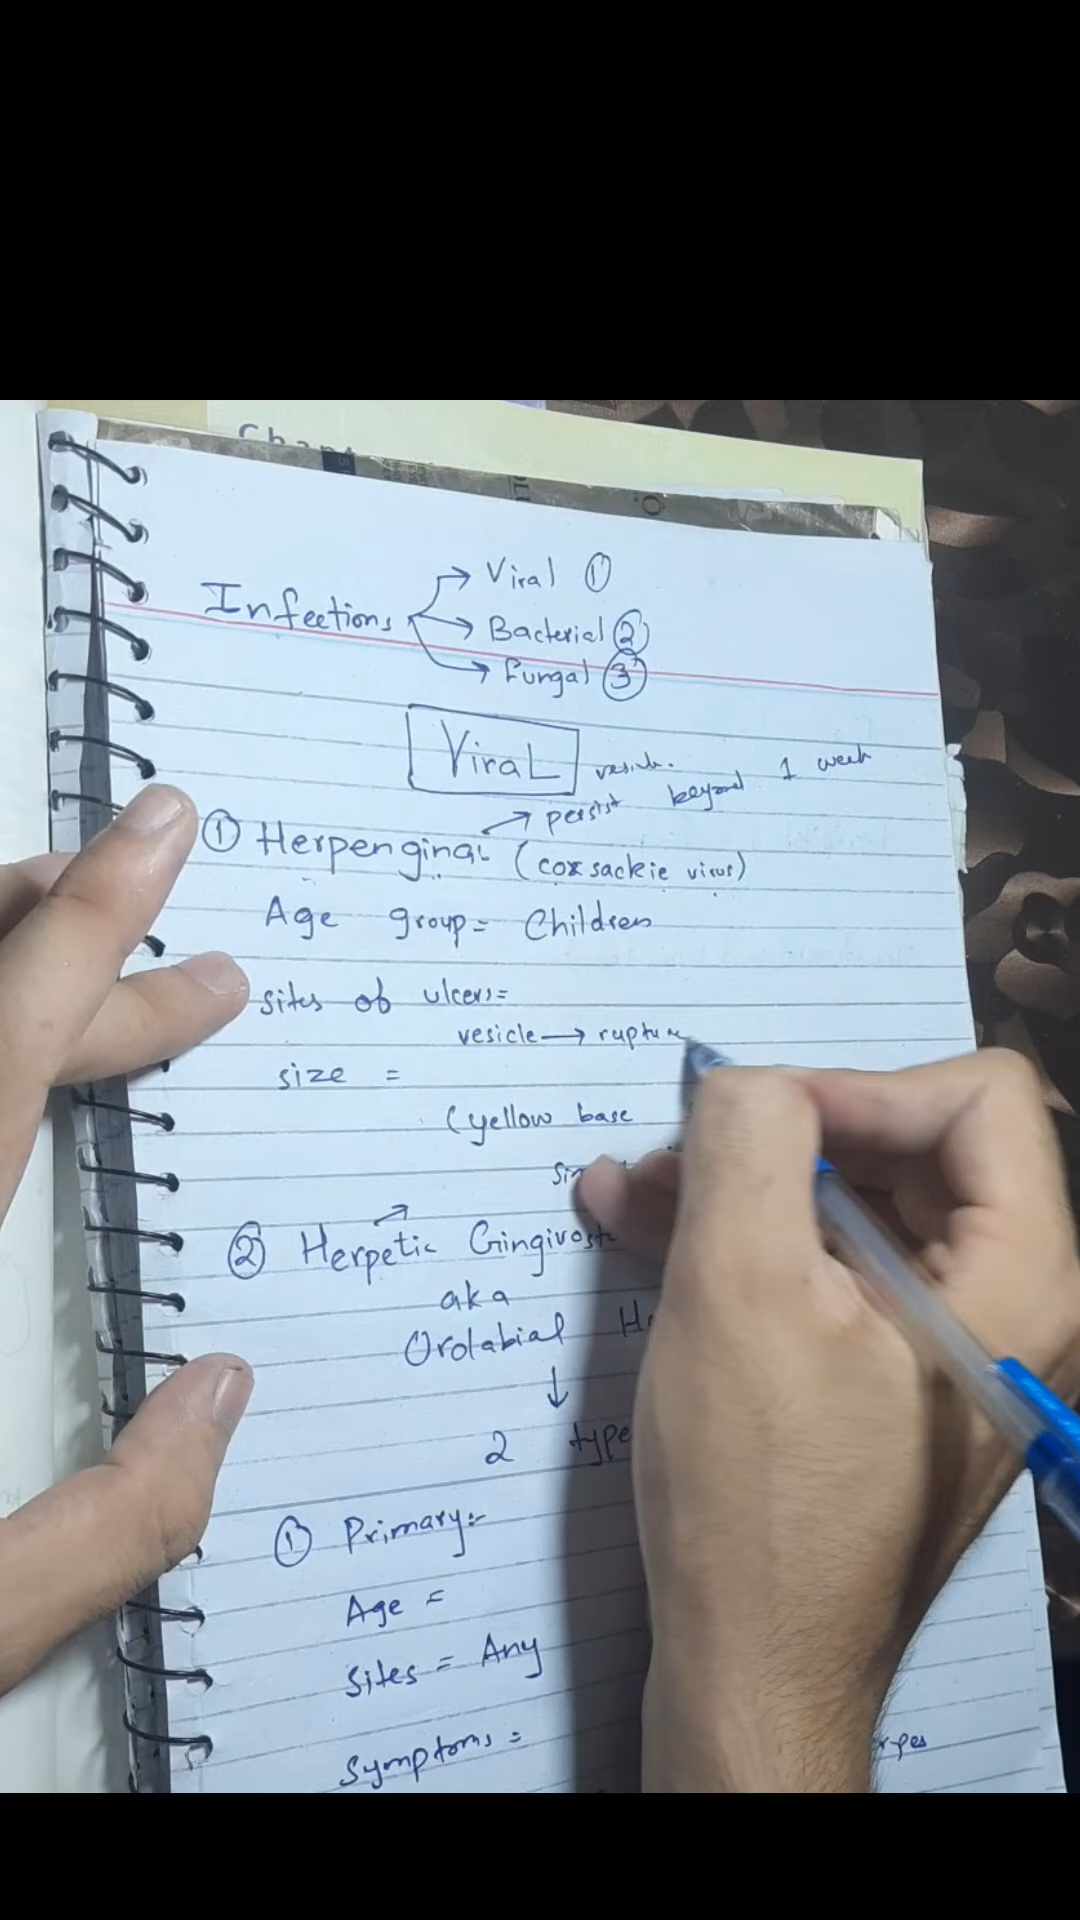 Chapt
Infections
→ Viral ①
→ Bacterial ②
→ Fungal ③
Viral
persist beyond 1 week
① Herpenginal (coxsackie virus)
Age group = Children
Sites of ulcers =
vesicle → rupture
size =
(yellow base
② Herpetic Gingivost
aka
Orolabial H
↓
2 type
① Primary:-
Age =
Sites = Any
Symptoms =